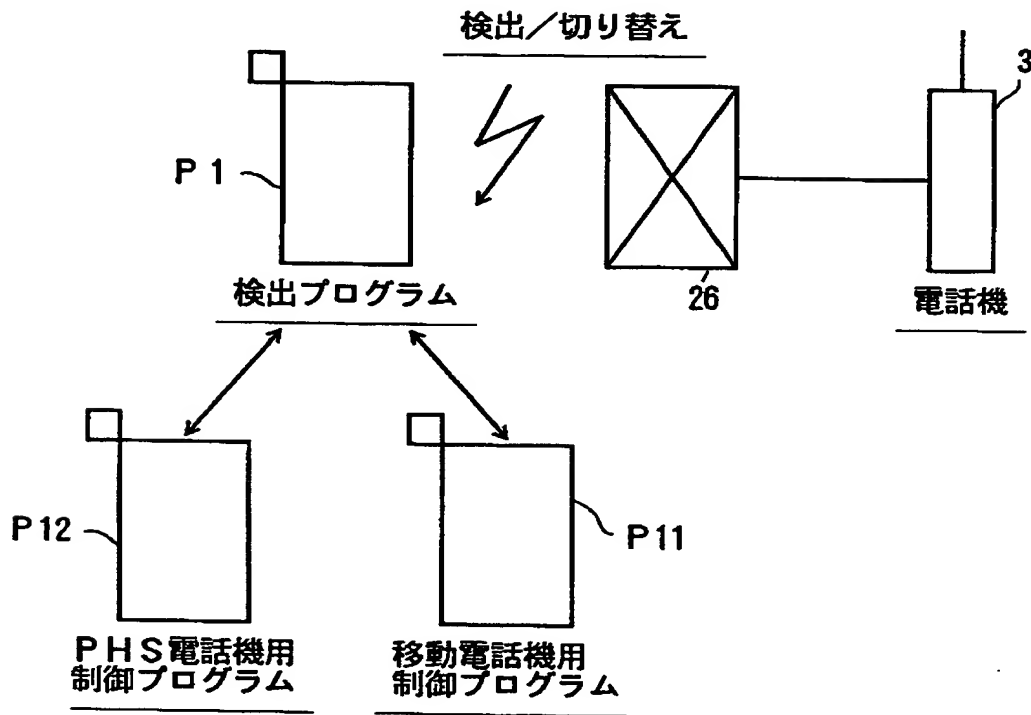 検出／切り替え
3
P 1
26
検出プログラム
電話機
P12
P11
PHS電話機用
制御プログラム
移動電話機用
制御プログラム